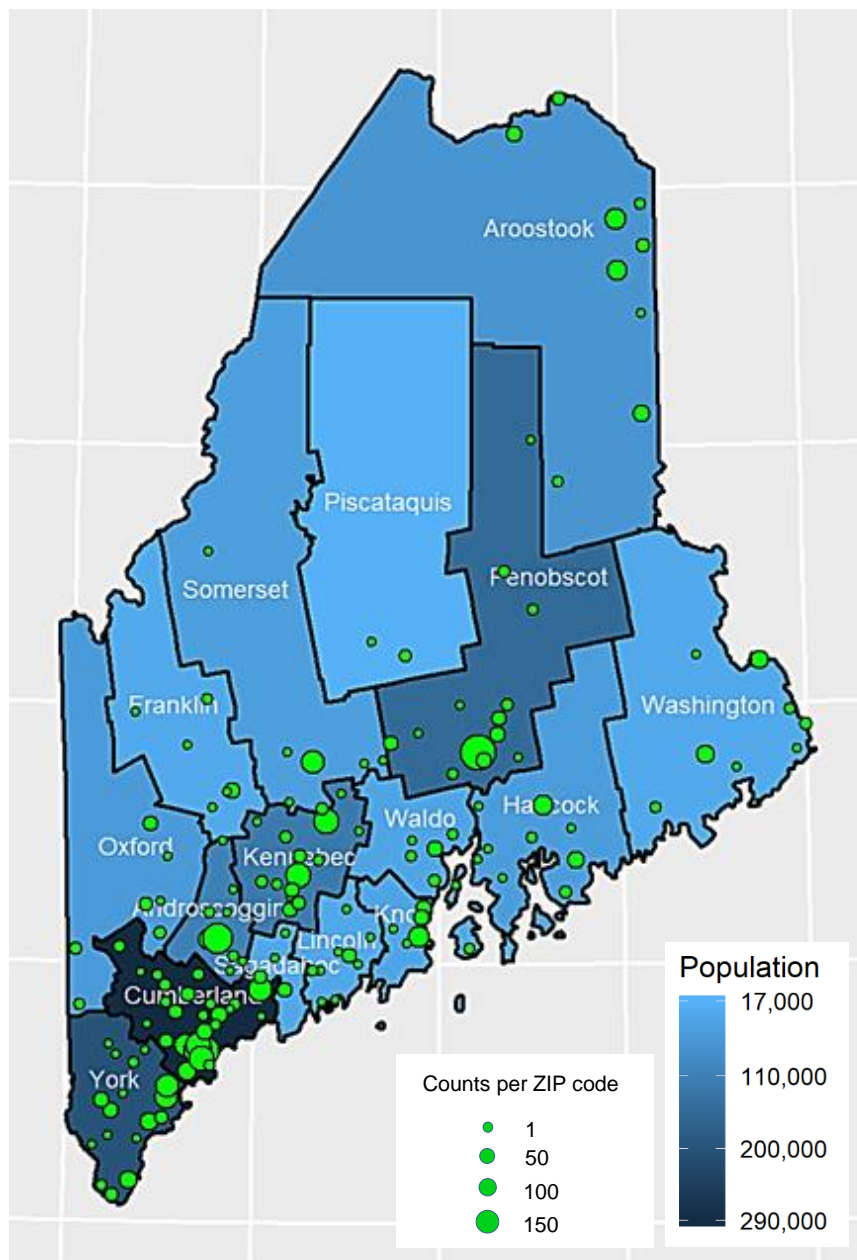 Aroostook
Piscataquis
Penobscot
Somerset
Franklin
Washington
Hancock
Waldo
Oxford
Kennebec
Androscoggin
Knox
Lincoln
Sagadahoc
Cumberland
York
Population
17,000
110,000
200,000
290,000
Counts per ZIP code
1
50
100
150